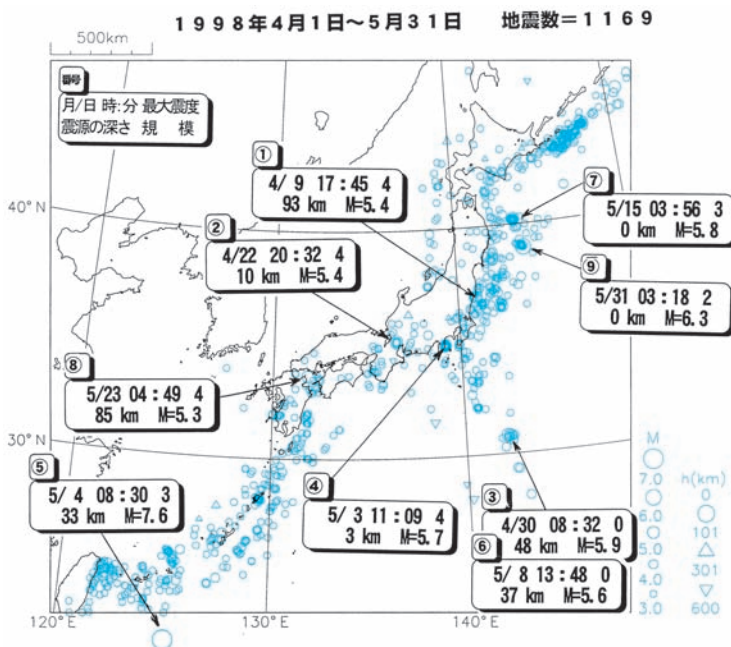 1998年4月1日～5月31日 地震数＝1169
500km
番号
月/日 時:分 最大震度
震源の深さ 規 模
①
4/ 9 17:45 4
93 km M=5.4
②
4/22 20:32 4
10 km M=5.4
⑦
5/15 03:56 3
0 km M=5.8
⑨
5/31 03:18 2
0 km M=6.3
⑧
5/23 04:49 4
85 km M=5.3
⑤
5/ 4 08:30 3
33 km M=7.6
④
5/ 3 11:09 4
3 km M=5.7
③
4/30 08:32 0
48 km M=5.9
⑥
5/ 8 13:48 0
37 km M=5.6
40°N
30°N
120°E
130°E
140°E
M
7.0
6.0
5.0
4.0
3.0
h(km)
0
101
301
600